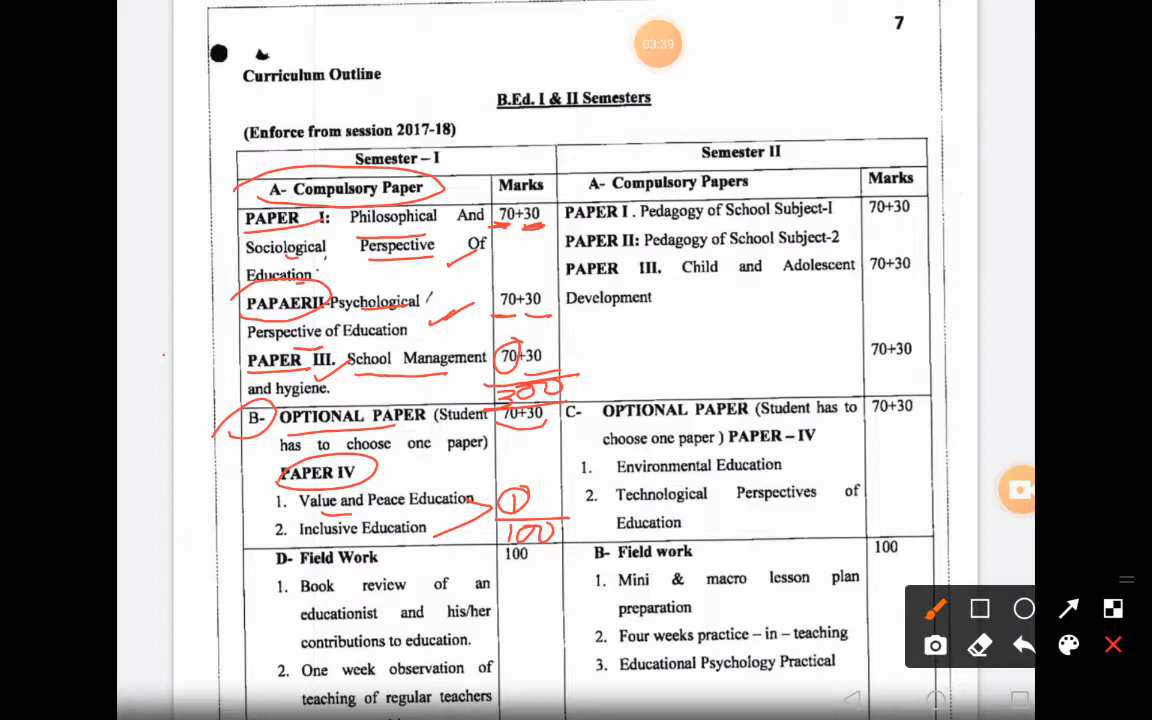 7
03:39
Curriculum Outline
B.Ed. I & II Semesters
(Enforce from session 2017-18)
Semester – I
A- Compulsory Paper
Marks
PAPER I: Philosophical And
70+30
Sociological Perspective Of
Education
PAPAERII-Psychological
70+30
Perspective of Education
PAPER III. School Management
70+30
and hygiene.
300
B- OPTIONAL PAPER (Student
70+30
has to choose one paper)
PAPER IV
1. Value and Peace Education
1
2. Inclusive Education
100
D- Field Work
100
1. Book review of an
educationist and his/her
contributions to education.
2. One week observation of
teaching of regular teachers
Semester II
A- Compulsory Papers
Marks
PAPER I . Pedagogy of School Subject-I
70+30
PAPER II: Pedagogy of School Subject-2
PAPER III. Child and Adolescent
70+30
Development
70+30
C- OPTIONAL PAPER (Student has to
70+30
choose one paper ) PAPER – IV
1. Environmental Education
2. Technological Perspectives of
Education
B- Field work
100
1. Mini & macro lesson plan
preparation
2. Four weeks practice – in – teaching
3. Educational Psychology Practical